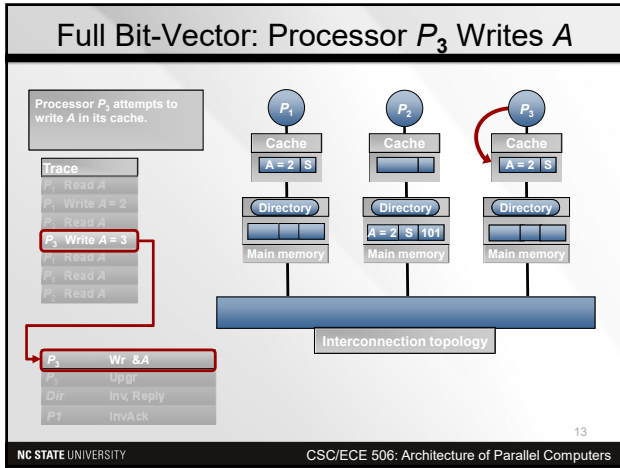 Full Bit-Vector: Processor P3 Writes A
Processor P3 attempts to
write A in its cache.
Trace
P1 Read A
P1 Write A = 2
P3 Read A
P3 Write A = 3
P1 Read A
P3 Read A
P2 Read A
P1
Cache
A = 2 S
Directory
Main memory
P2
Cache
Directory
A = 2 S 101
Main memory
P3
Cache
A = 2 S
Directory
Main memory
Interconnection topology
P3 Wr &A
P3 Upgr
Dir Inv, Reply
P1 InvAck
13
NC STATE UNIVERSITY
CSC/ECE 506: Architecture of Parallel Computers